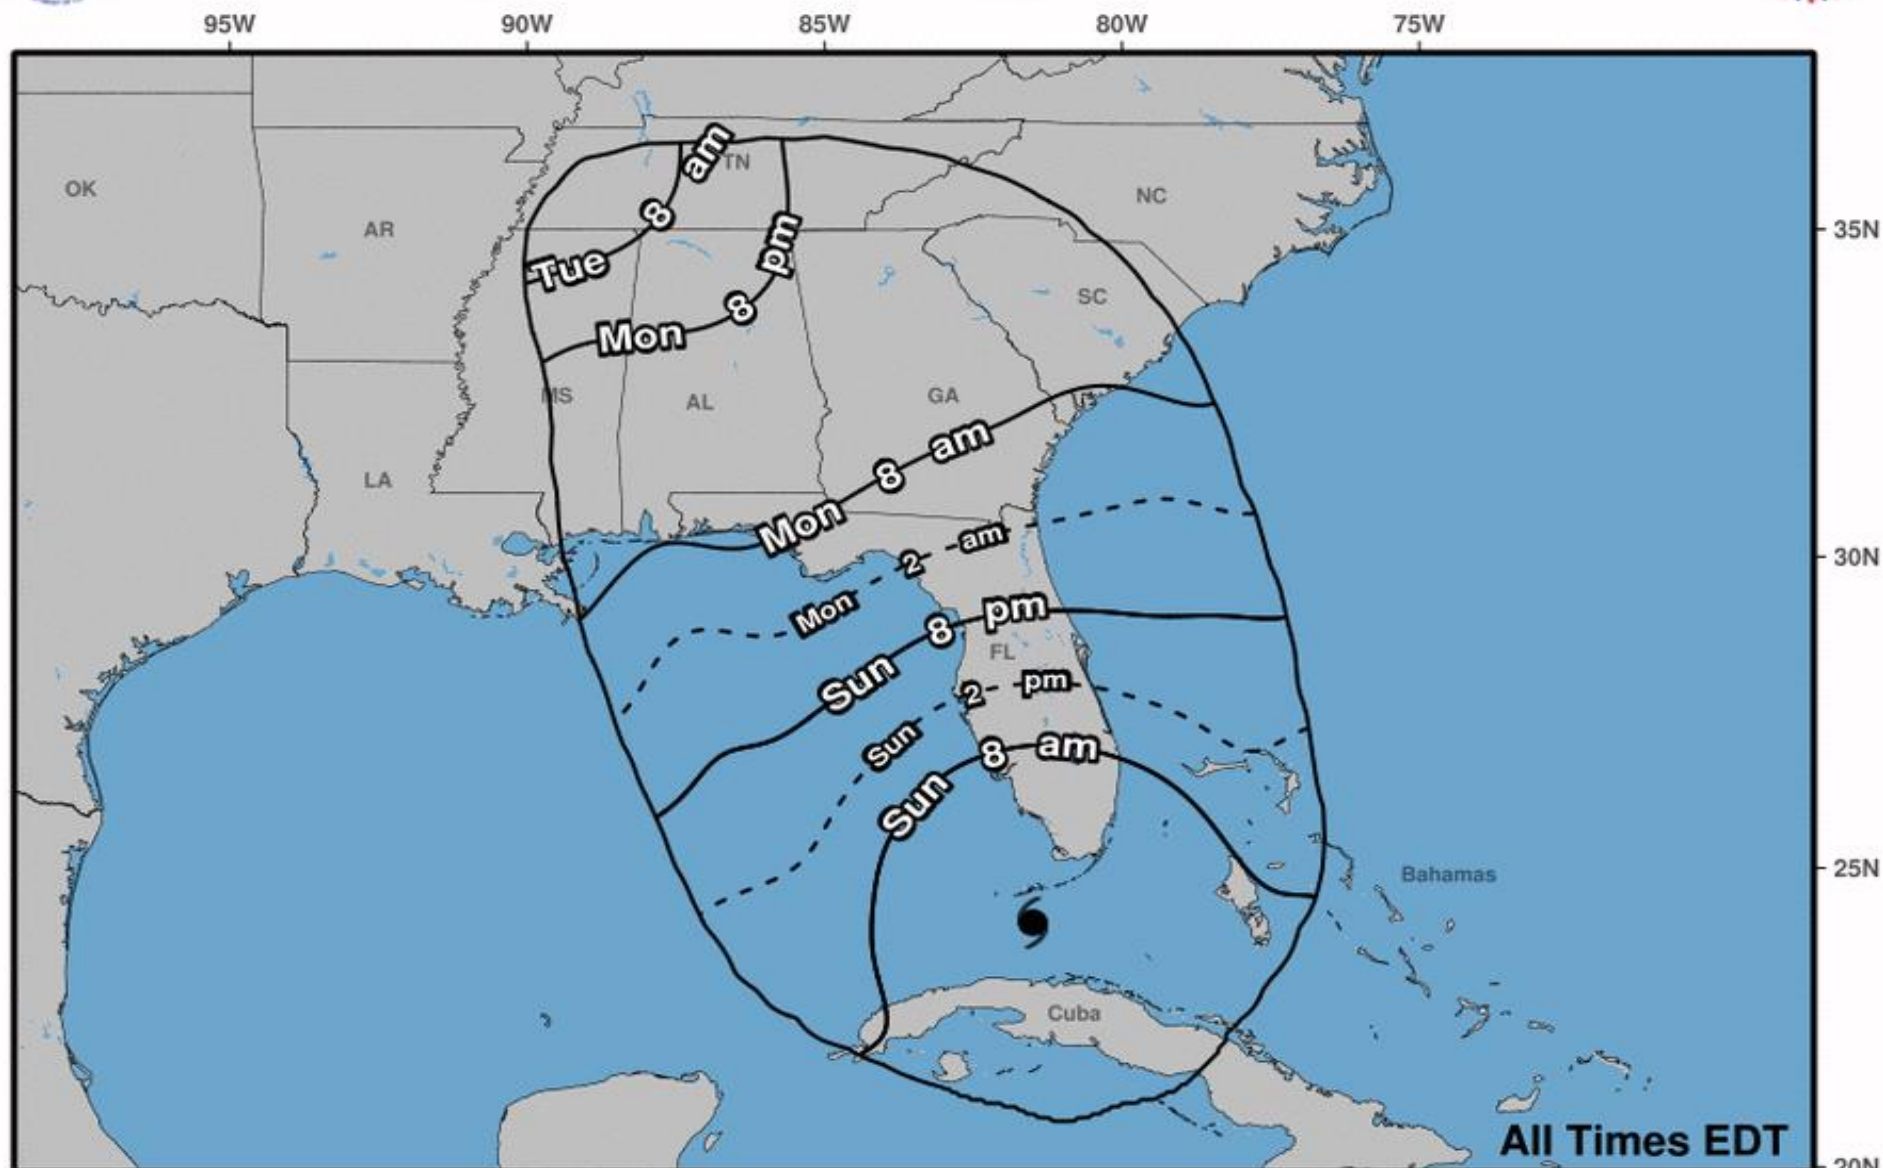 95W 90W 85W 80W 75W
am
TN
OK
8
NC
AR
35N
pm
Tue
SC
8
Mon
MS
AL
GA
am
8
LA
Mon
am
2
30N
Mon
pm
8
FL
Sun
pm
2
Sun
am
8
Sun
25N
Bahamas
Cuba
All Times EDT
20N